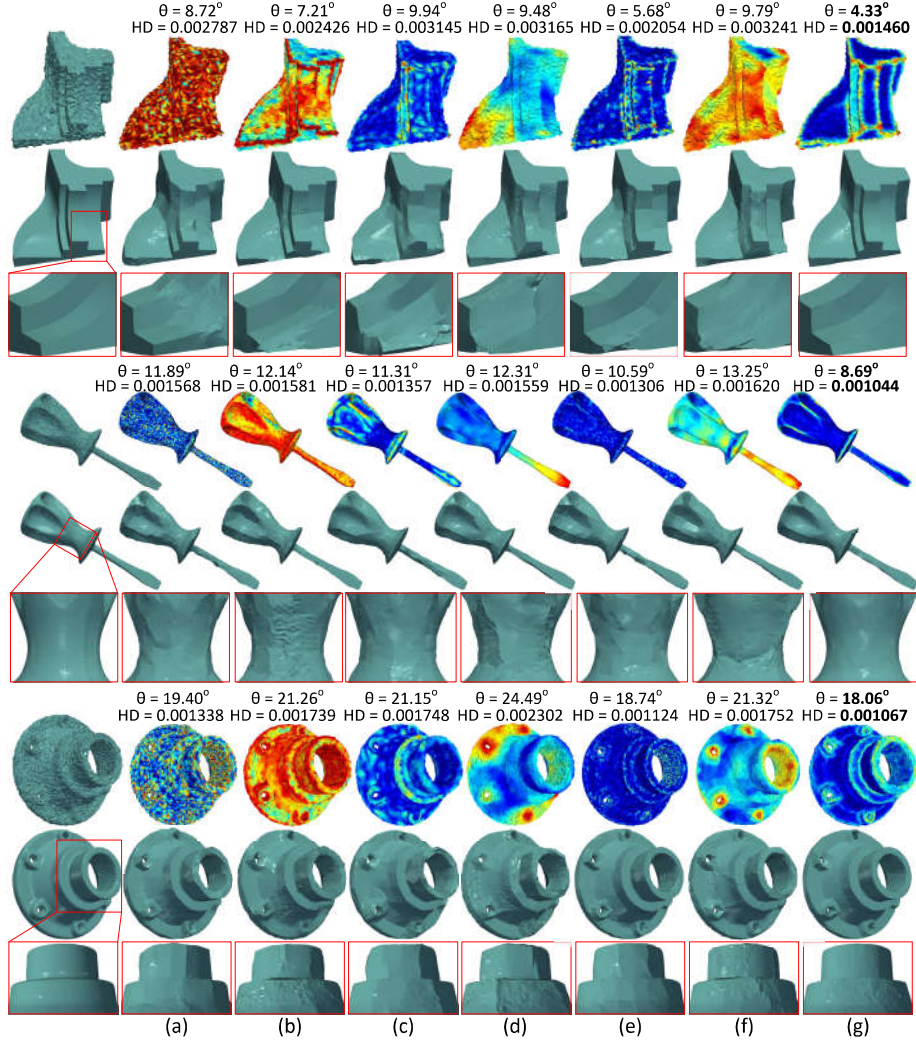 θ = 8.72° θ = 7.21° θ = 9.94° θ = 9.48° θ = 5.68° θ = 9.79° θ = 4.33°
HD = 0.002787 HD = 0.002426 HD = 0.003145 HD = 0.003165 HD = 0.002054 HD = 0.003241 HD = 0.001460
θ = 11.89° θ = 12.14° θ = 11.31° θ = 12.31° θ = 10.59° θ = 13.25° θ = 8.69°
HD = 0.001568 HD = 0.001581 HD = 0.001357 HD = 0.001559 HD = 0.001306 HD = 0.001620 HD = 0.001044
θ = 19.40° θ = 21.26° θ = 21.15° θ = 24.49° θ = 18.74° θ = 21.32° θ = 18.06°
HD = 0.001338 HD = 0.001739 HD = 0.001748 HD = 0.002302 HD = 0.001124 HD = 0.001752 HD = 0.001067
(a) (b) (c) (d) (e) (f) (g)